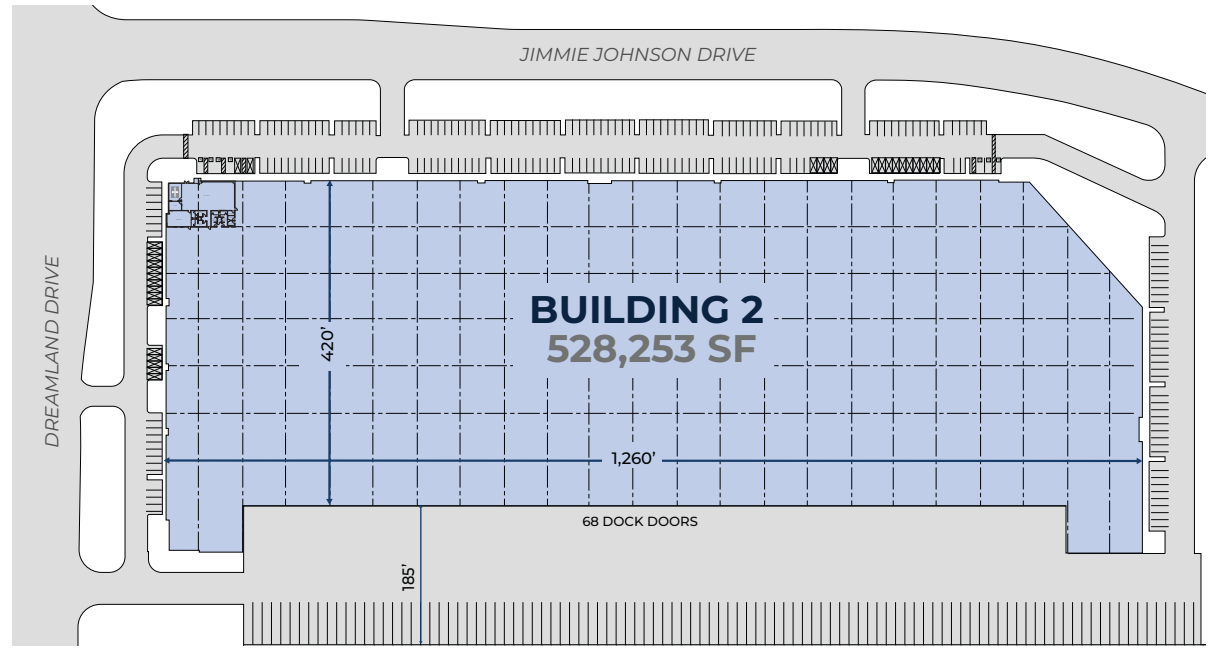 JIMMIE JOHNSON DRIVE
DREAMLAND DRIVE
BUILDING 2
528,253 SF
420’
1,260’
68 DOCK DOORS
185’